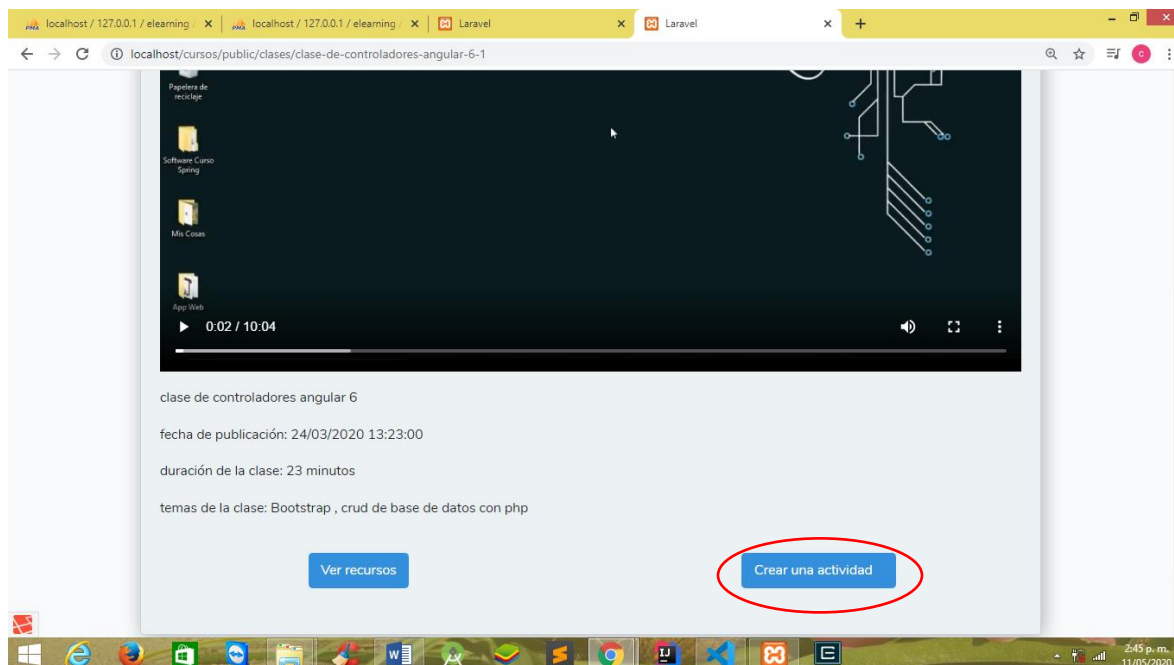 localhost / 127.0.0.1 / elearning /
localhost / 127.0.0.1 / elearning /
Laravel
Laravel
localhost/cursos/public/clases/clase-de-controladores-angular-6-1
Papelera de
reciclaje
Software Curso
Spring
Mis Cosas
App Web
0:02 / 10:04
clase de controladores angular 6
fecha de publicación: 24/03/2020 13:23:00
duración de la clase: 23 minutos
temas de la clase: Bootstrap , crud de base de datos con php
Ver recursos
Crear una actividad
2:45 p. m.
11/05/2020